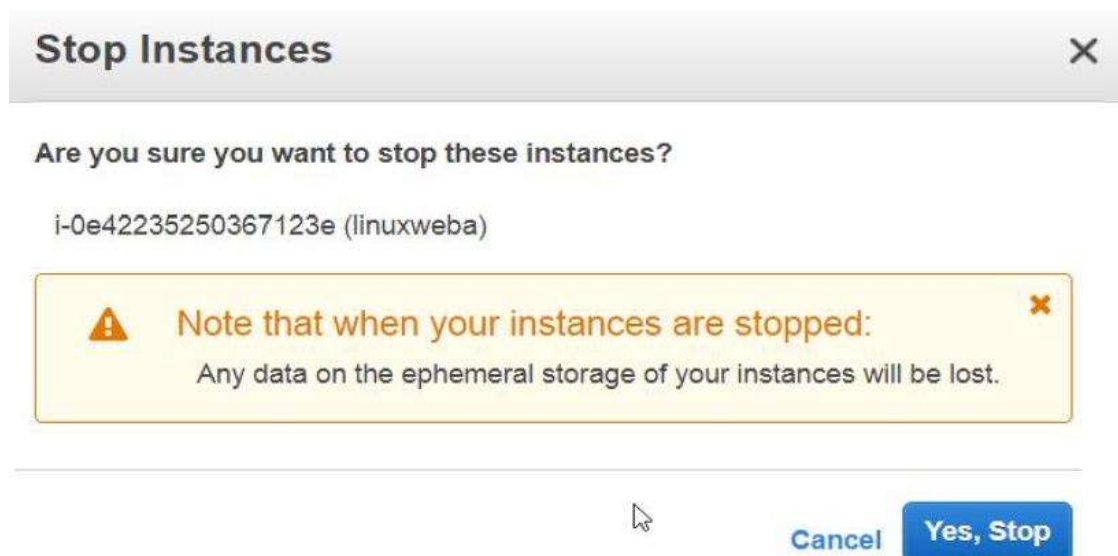 Stop Instances
Are you sure you want to stop these instances?
i-0e42235250367123e (linuxweba)
Note that when your instances are stopped:
Any data on the ephemeral storage of your instances will be lost.
Cancel
Yes, Stop